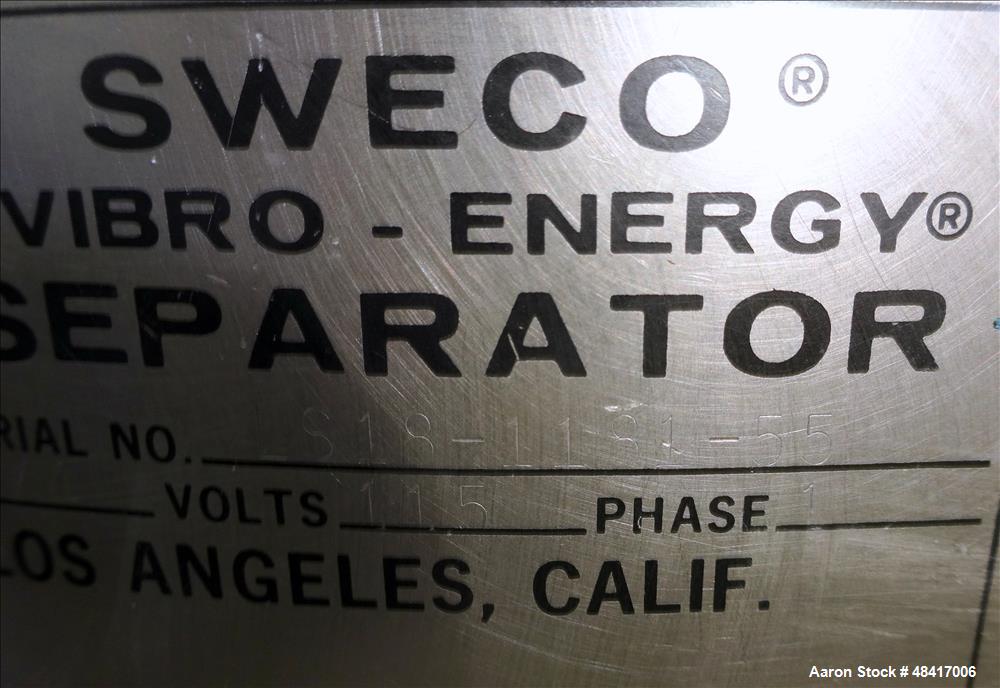 SWECO ®
VIBRO - ENERGY®
SEPARATOR
RIAL NO. S18-1181-55
VOLTS 115 PHASE 1
LOS ANGELES, CALIF.
Aaron Stock # 48417006